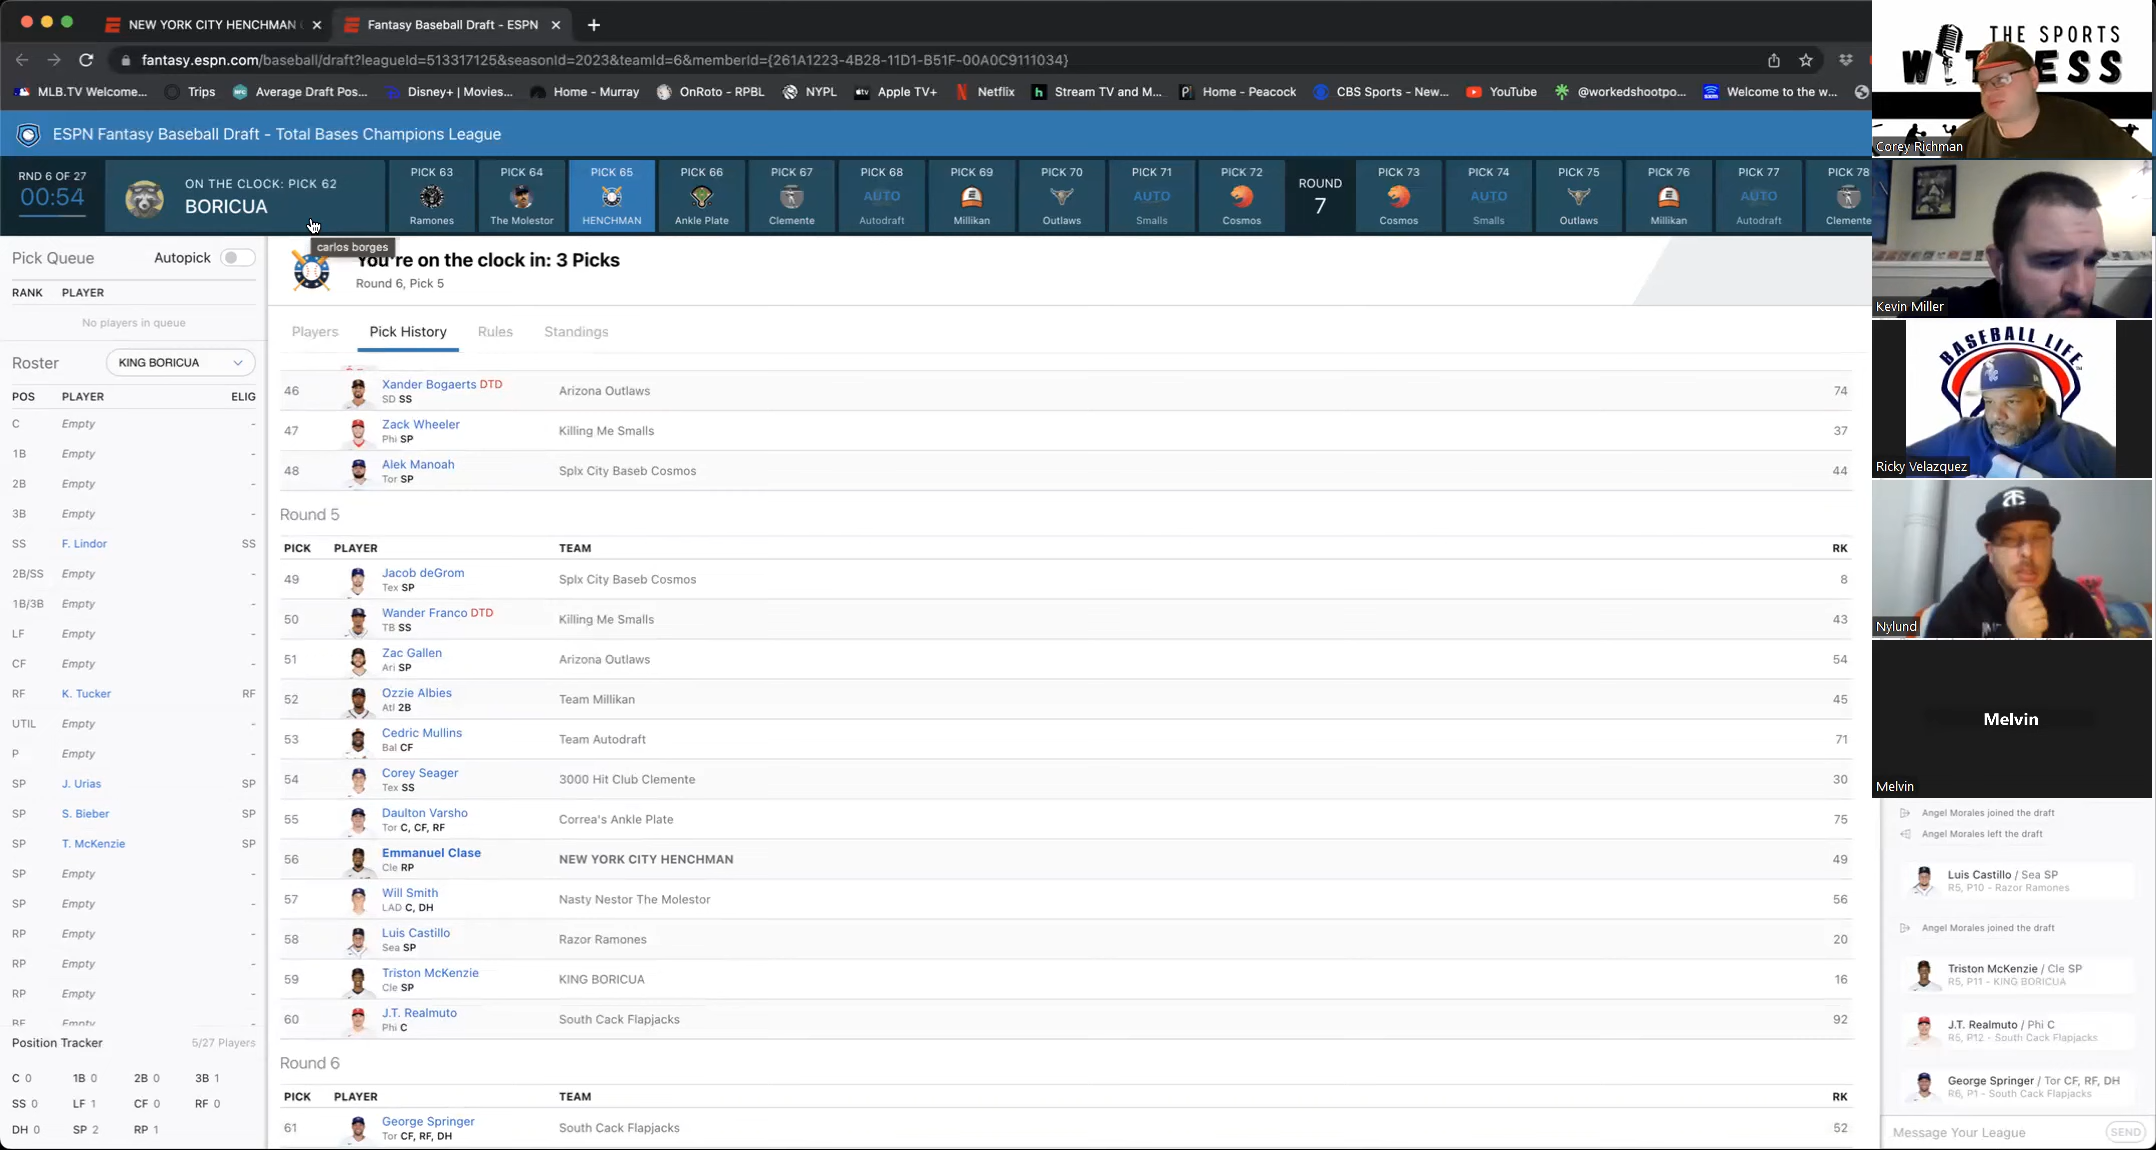 NEW YORK CITY HENCHMAN
Fantasy Baseball Draft - ESPN
fantasy.espn.com/baseball/draft?leagueId=513317125&seasonId=2023&teamId=6&memberId={261A1223-4B28-11D1-B51F-00A0C9111034}
MLB.TV Welcome... Trips Average Draft Pos... Disney+ | Movies... Home - Murray OnRoto - RPBL NYPL Apple TV+ Netflix Stream TV and M... Home - Peacock CBS Sports - New... YouTube @workedshootpo... Welcome to the w...
ESPN Fantasy Baseball Draft - Total Bases Champions League
RND 6 OF 27
00:54
ON THE CLOCK: PICK 62
BORICUA
PICK 63
Ramones
PICK 64
The Molestor
PICK 65
HENCHMAN
PICK 66
Ankle Plate
PICK 67
Clemente
PICK 68
AUTO
Autodraft
PICK 69
Millikan
PICK 70
Outlaws
PICK 71
AUTO
Smalls
PICK 72
Cosmos
ROUND
7
PICK 73
Cosmos
PICK 74
AUTO
Smalls
PICK 75
Outlaws
PICK 76
Millikan
PICK 77
AUTO
Autodraft
PICK 78
Clemente
carlos borges
Pick Queue Autopick
RANK PLAYER
No players in queue
Roster KING BORICUA
POS PLAYER ELIG
C Empty -
1B Empty -
2B Empty -
3B Empty -
SS F. Lindor SS
2B/SS Empty -
1B/3B Empty -
LF Empty -
CF Empty -
RF K. Tucker RF
UTIL Empty -
P Empty -
SP J. Urias SP
SP S. Bieber SP
SP T. McKenzie SP
SP Empty -
SP Empty -
RP Empty -
RP Empty -
RP Empty -
BE Empty -
Position Tracker 5/27 Players
C 0 1B 0 2B 0 3B 1
SS 0 LF 1 CF 0 RF 0
DH 0 SP 2 RP 1
You're on the clock in: 3 Picks
Round 6, Pick 5
Players Pick History Rules Standings
46 Xander Bogaerts DTD Arizona Outlaws 74
SD SS
47 Zack Wheeler Killing Me Smalls 37
Phi SP
48 Alek Manoah Splx City Baseb Cosmos 44
Tor SP
Round 5
PICK PLAYER TEAM RK
49 Jacob deGrom Splx City Baseb Cosmos 8
Tex SP
50 Wander Franco DTD Killing Me Smalls 43
TB SS
51 Zac Gallen Arizona Outlaws 54
Ari SP
52 Ozzie Albies Team Millikan 45
Atl 2B
53 Cedric Mullins Team Autodraft 71
Bal CF
54 Corey Seager 3000 Hit Club Clemente 30
Tex SS
55 Daulton Varsho Correa's Ankle Plate 75
Tor C, CF, RF
56 Emmanuel Clase NEW YORK CITY HENCHMAN 49
Cle RP
57 Will Smith Nasty Nestor The Molestor 56
LAD C, DH
58 Luis Castillo Razor Ramones 20
Sea SP
59 Triston McKenzie KING BORICUA 16
Cle SP
60 J.T. Realmuto South Cack Flapjacks 92
Phi C
Round 6
PICK PLAYER TEAM RK
61 George Springer South Cack Flapjacks 52
Tor CF, RF, DH
THE SPORTS
WITNESS
Corey Richman
Kevin Miller
BASEBALL LIFE
Ricky Velazquez
Nylund
Melvin
Melvin
Angel Morales joined the draft
Angel Morales left the draft
Luis Castillo / Sea SP
R5, P10 - Razor Ramones
Angel Morales joined the draft
Triston McKenzie / Cle SP
R5, P11 - KING BORICUA
J.T. Realmuto / Phi C
R5, P12 - South Cack Flapjacks
George Springer / Tor CF, RF, DH
R6, P1 - South Cack Flapjacks
Message Your League SEND